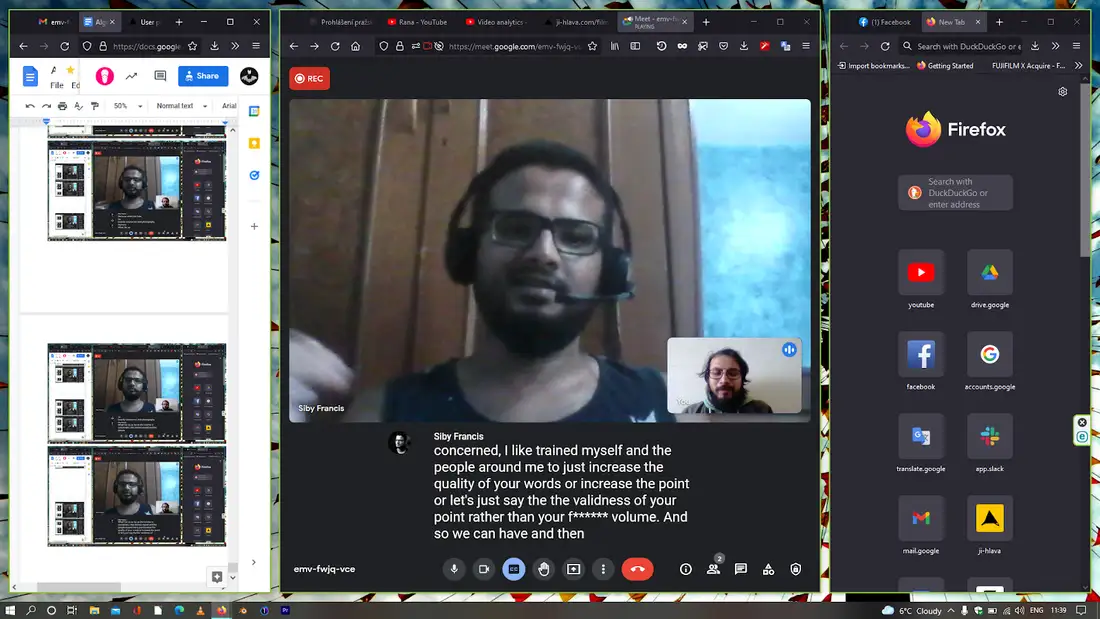 emv-f
Algo
User p
https://docs.google
File
Ed
Share
50%
Normal text
Arial
Prohlášení praž
Rana – YouTube
Video analytics -
ji-hlava.com/film
Meet – emv-f
PLAYING
https://meet.google.com/emv-fwjq-vc
REC
Siby Francis
You
Siby Francis
concerned, I like trained myself and the
people around me to just increase the
quality of your words or increase the point
or let's just say the the validness of your
point rather than your f****** volume. And
so we can have and then
emv-fwjq-vce
2
(1) Facebook
New Tab
Search with DuckDuckGo or e
Import bookmarks...
Getting Started
FUJIFILM X Acquire - F...
Firefox
Search with
DuckDuckGo or
enter address
youtube
drive.google
facebook
accounts.google
translate.google
app.slack
mail.google
ji-hlava
6°C Cloudy
ENG
11:39